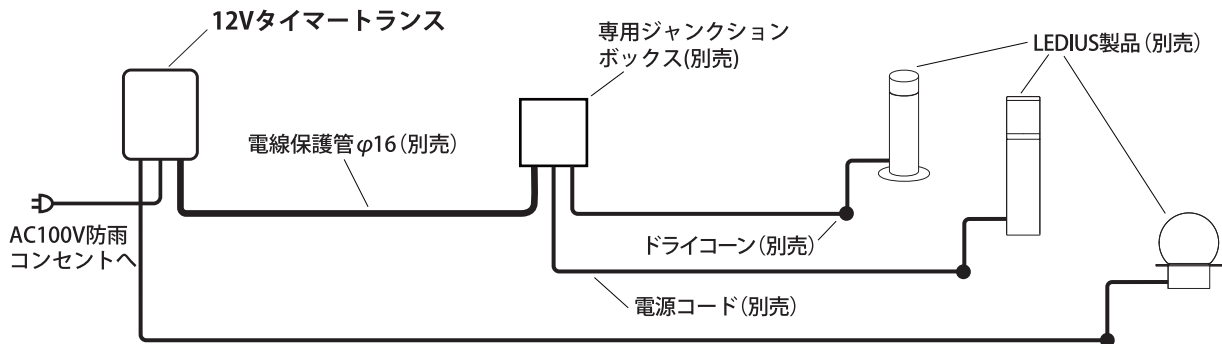 12Vタイマートランス
専用ジャンクション
ボックス(別売)
LEDIUS製品(別売)
電線保護管φ16(別売)
AC100V防雨
コンセントへ
ドライコーン(別売)
電源コード(別売)